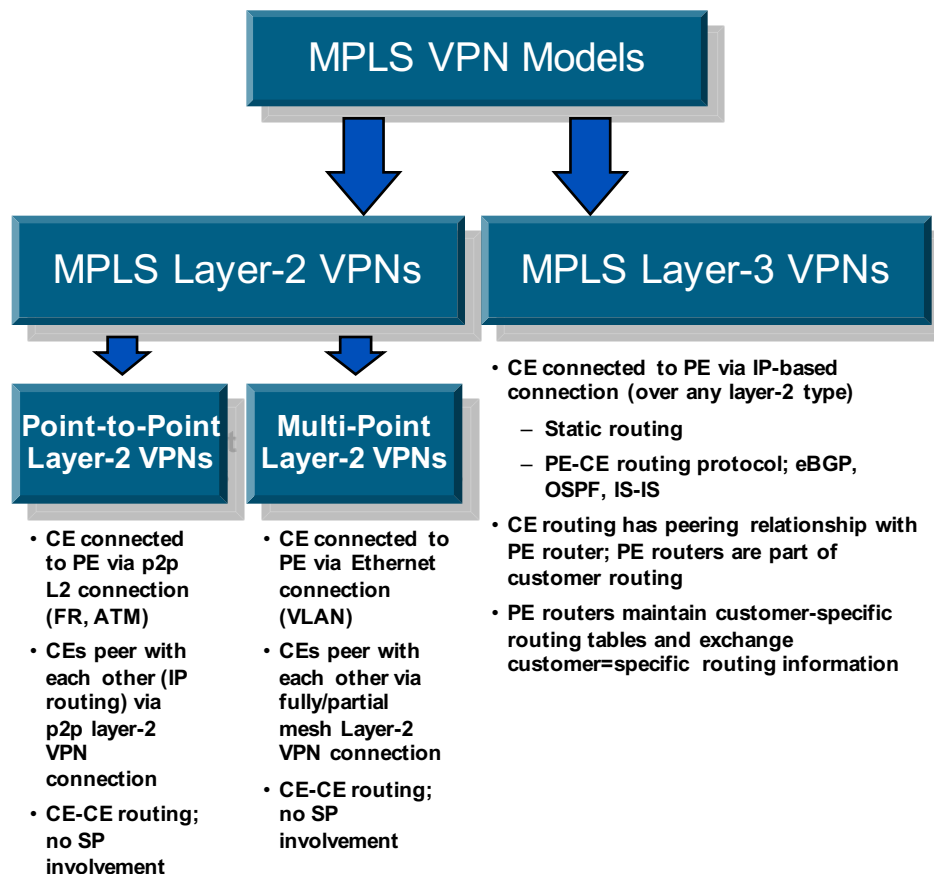 MPLS VPN Models
MPLS Layer-2 VPNs
MPLS Layer-3 VPNs
Point-to-Point
Layer-2 VPNs
Multi-Point
Layer-2 VPNs
• CE connected
to PE via p2p
L2 connection
(FR, ATM)
• CEs peer with
each other (IP
routing) via
p2p layer-2
VPN
connection
• CE-CE routing;
no SP
involvement
• CE connected to
PE via Ethernet
connection
(VLAN)
• CEs peer with
each other via
fully/partial
mesh Layer-2
VPN connection
• CE-CE routing;
no SP
involvement
• CE connected to PE via IP-based
connection (over any layer-2 type)
– Static routing
– PE-CE routing protocol; eBGP,
OSPF, IS-IS
• CE routing has peering relationship with
PE router; PE routers are part of
customer routing
• PE routers maintain customer-specific
routing tables and exchange
customer=specific routing information